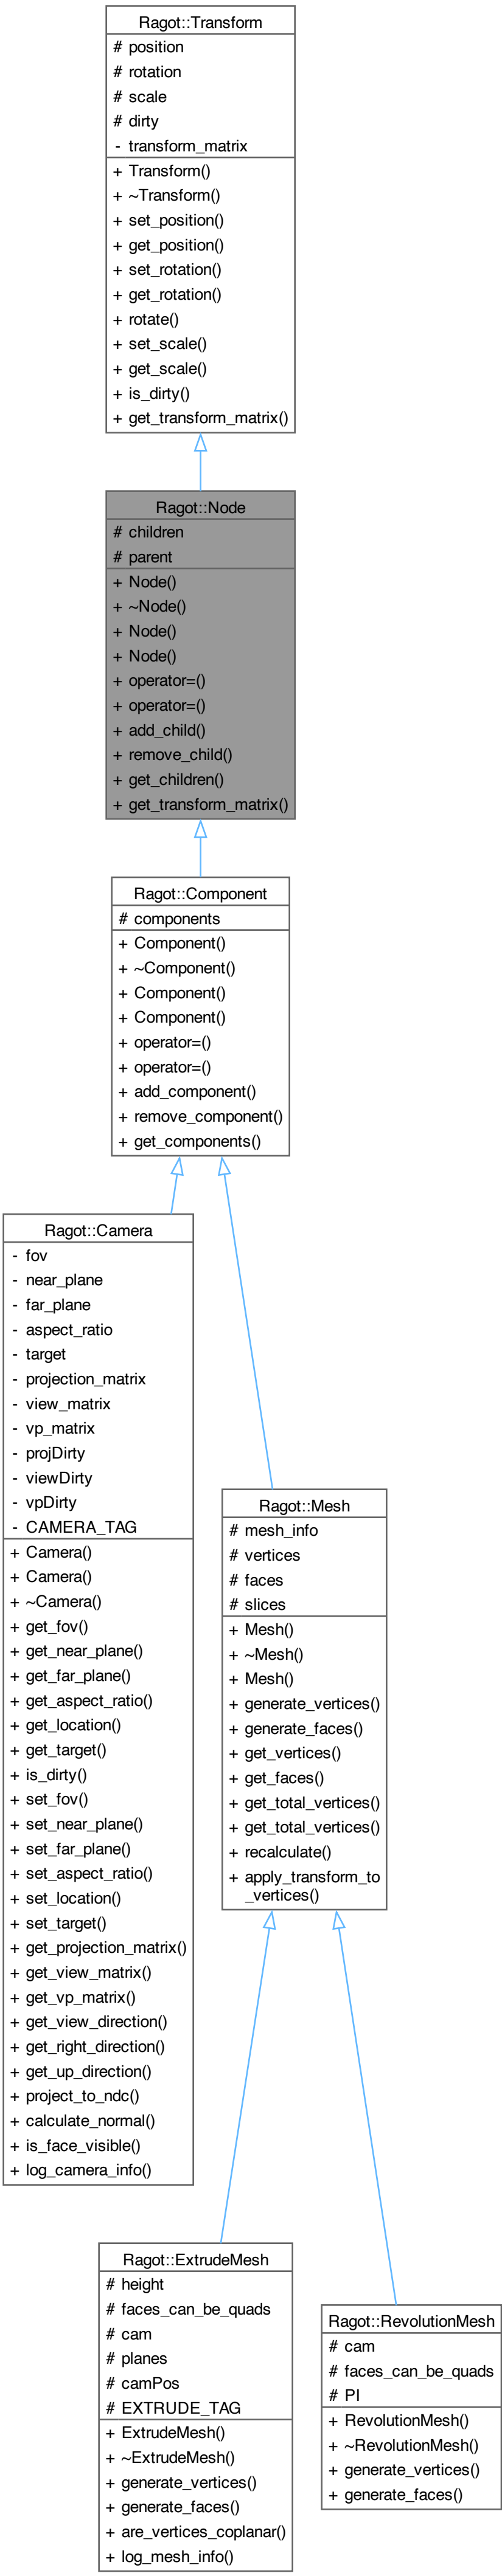 Ragot::Transform
# position
# rotation
# scale
# dirty
- transform_matrix
+ Transform()
+ ~Transform()
+ set_position()
+ get_position()
+ set_rotation()
+ get_rotation()
+ rotate()
+ set_scale()
+ get_scale()
+ is_dirty()
+ get_transform_matrix()
Ragot::Node
# children
# parent
+ Node()
+ ~Node()
+ Node()
+ Node()
+ operator=()
+ operator=()
+ add_child()
+ remove_child()
+ get_children()
+ get_transform_matrix()
Ragot::Component
# components
+ Component()
+ ~Component()
+ Component()
+ Component()
+ operator=()
+ operator=()
+ add_component()
+ remove_component()
+ get_components()
Ragot::Camera
- fov
- near_plane
- far_plane
- aspect_ratio
- target
- projection_matrix
- view_matrix
- vp_matrix
- projDirty
- viewDirty
- vpDirty
- CAMERA_TAG
+ Camera()
+ Camera()
+ ~Camera()
+ get_fov()
+ get_near_plane()
+ get_far_plane()
+ get_aspect_ratio()
+ get_location()
+ get_target()
+ is_dirty()
+ set_fov()
+ set_near_plane()
+ set_far_plane()
+ set_aspect_ratio()
+ set_location()
+ set_target()
+ get_projection_matrix()
+ get_view_matrix()
+ get_vp_matrix()
+ get_view_direction()
+ get_right_direction()
+ get_up_direction()
+ project_to_ndc()
+ calculate_normal()
+ is_face_visible()
+ log_camera_info()
Ragot::Mesh
# mesh_info
# vertices
# faces
# slices
+ Mesh()
+ ~Mesh()
+ Mesh()
+ generate_vertices()
+ generate_faces()
+ get_vertices()
+ get_faces()
+ get_total_vertices()
+ get_total_vertices()
+ recalculate()
+ apply_transform_to
_vertices()
Ragot::ExtrudeMesh
# height
# faces_can_be_quads
# cam
# planes
# camPos
# EXTRUDE_TAG
+ ExtrudeMesh()
+ ~ExtrudeMesh()
+ generate_vertices()
+ generate_faces()
+ are_vertices_coplanar()
+ log_mesh_info()
Ragot::RevolutionMesh
# cam
# faces_can_be_quads
# PI
+ RevolutionMesh()
+ ~RevolutionMesh()
+ generate_vertices()
+ generate_faces()